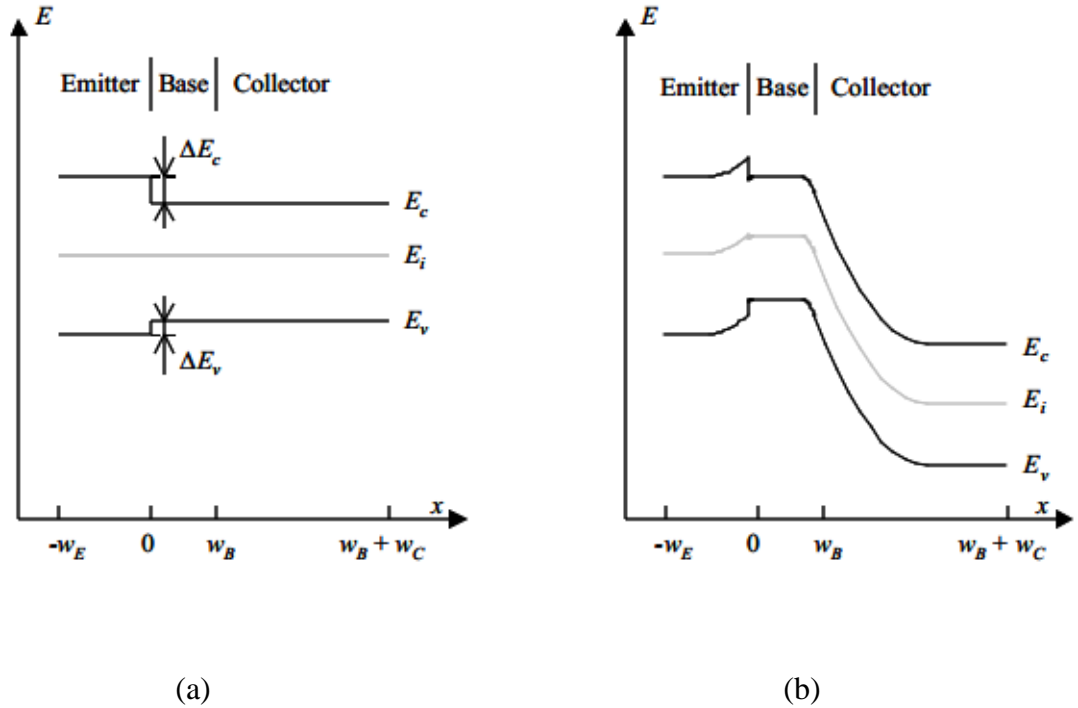 E
Emitter Base Collector
ΔE_c
E_c
E_i
E_v
ΔE_v
x
-w_E 0 w_B w_B + w_C
(a)
E
Emitter Base Collector
E_c
E_i
E_v
x
-w_E 0 w_B w_B + w_C
(b)